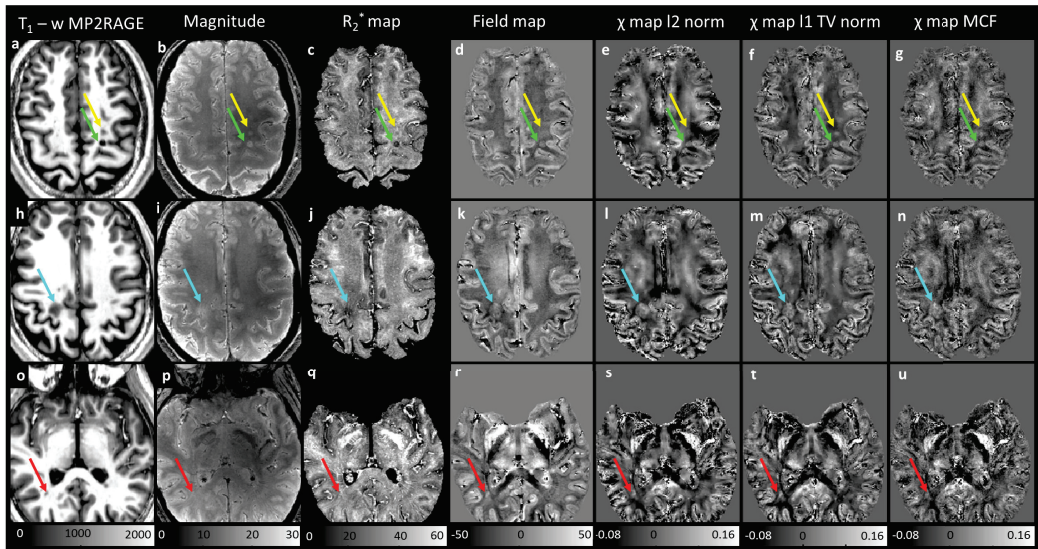 T₁ – w MP2RAGE Magnitude R₂* map Field map χ map l2 norm χ map l1 TV norm χ map MCF
a b c d e f g
h i j k l m n
o p q r s t u
0 1000 2000 10 20 30 0 20 40 60 -50 0 50 -0.08 0 0.16 -0.08 0 0.16 -0.08 0 0.16